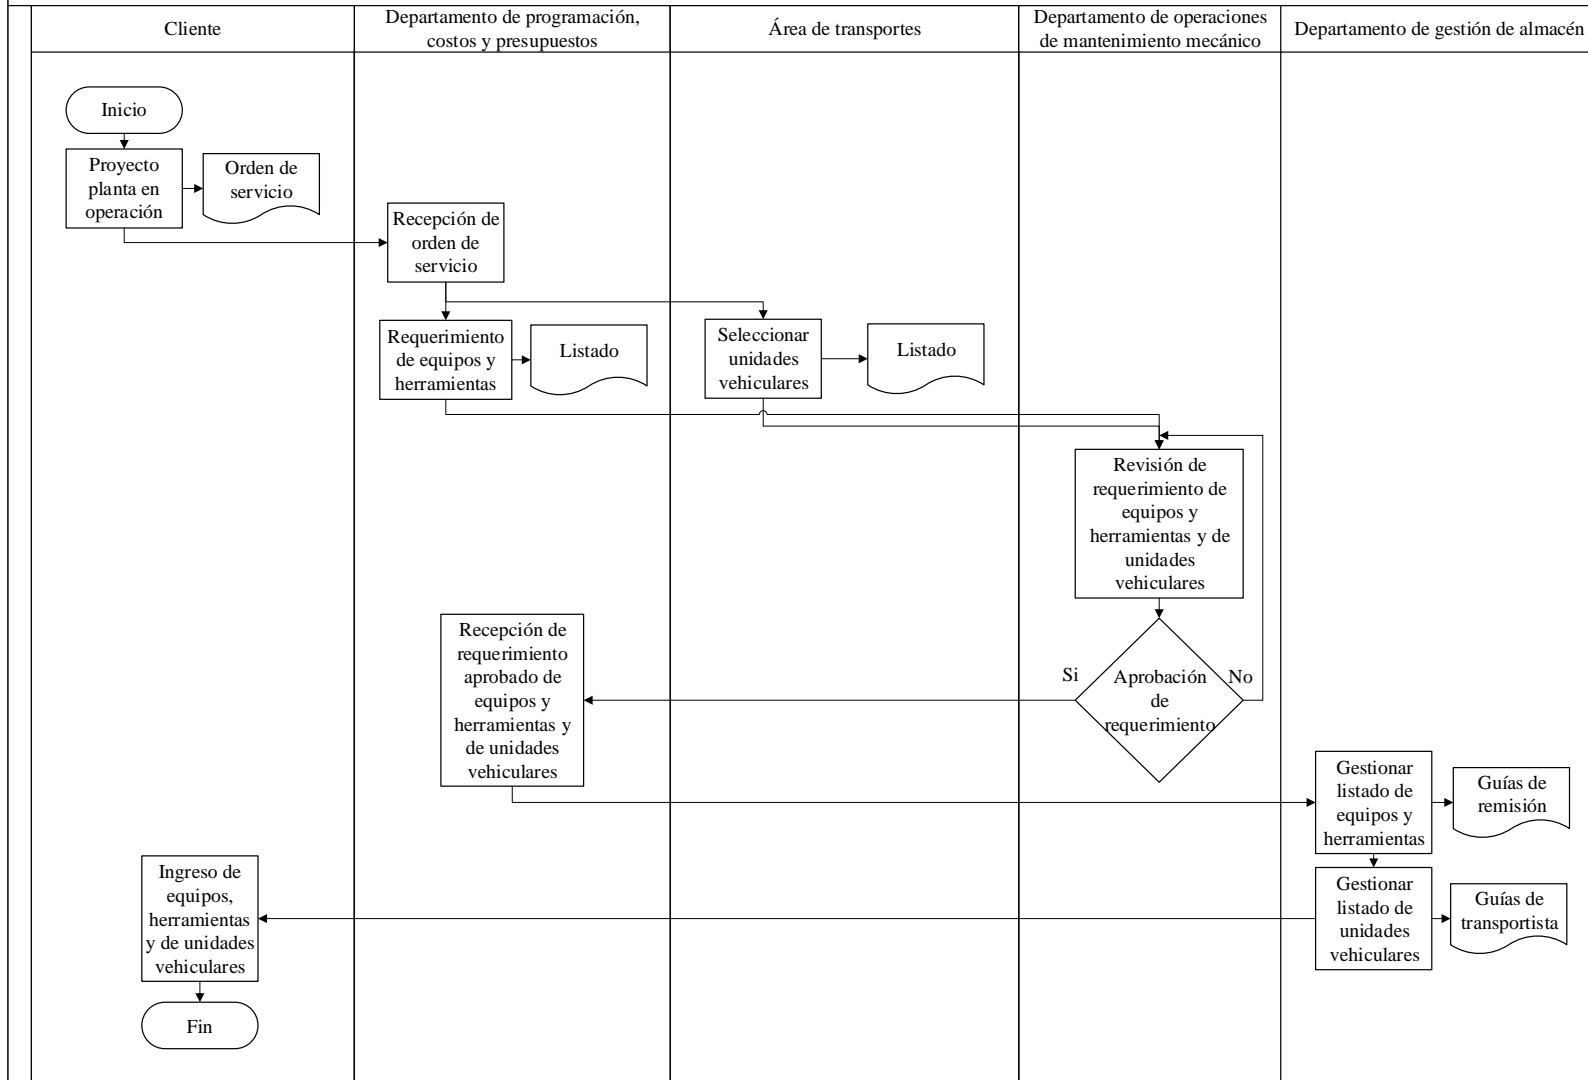 Cliente
Departamento de programación,
costos y presupuestos
Área de transportes
Departamento de operaciones
de mantenimiento mecánico
Departamento de gestión de almacén
Inicio
Proyecto
planta en
operación
Orden de
servicio
Recepción de
orden de
servicio
Requerimiento
de equipos y
herramientas
Listado
Seleccionar
unidades
vehiculares
Listado
Revisión de
requerimiento de
equipos y
herramientas y de
unidades
vehiculares
Aprobación
de
requerimiento
Si
No
Recepción de
requerimiento
aprobado de
equipos y
herramientas y
de unidades
vehiculares
Gestionar
listado de
equipos y
herramientas
Guías de
remisión
Gestionar
listado de
unidades
vehiculares
Guías de
transportista
Ingreso de
equipos,
herramientas
y de unidades
vehiculares
Fin